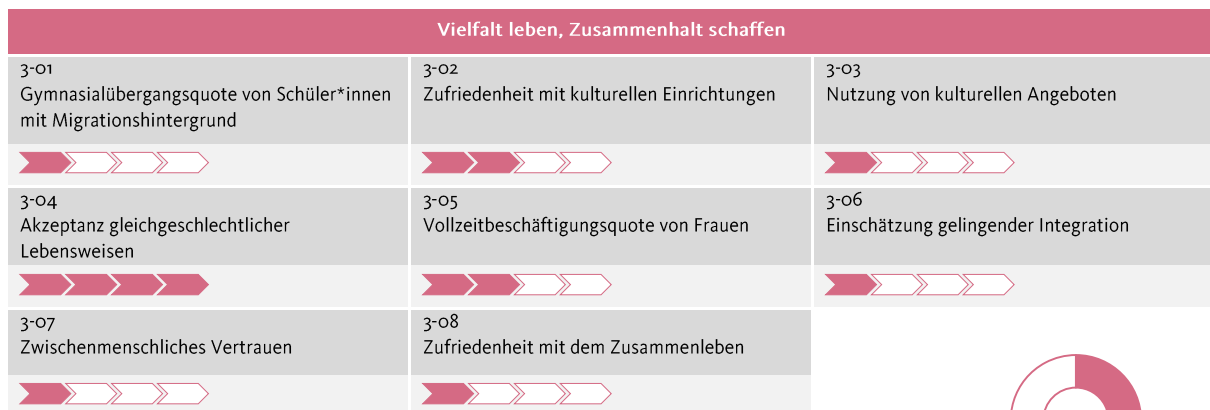 Vielfalt leben, Zusammenhalt schaffen
3-01
Gymnasialübergangsquote von Schüler*innen
mit Migrationshintergrund
3-02
Zufriedenheit mit kulturellen Einrichtungen
3-03
Nutzung von kulturellen Angeboten
3-04
Akzeptanz gleichgeschlechtlicher
Lebensweisen
3-05
Vollzeitbeschäftigungsquote von Frauen
3-06
Einschätzung gelingender Integration
3-07
Zwischenmenschliches Vertrauen
3-08
Zufriedenheit mit dem Zusammenleben